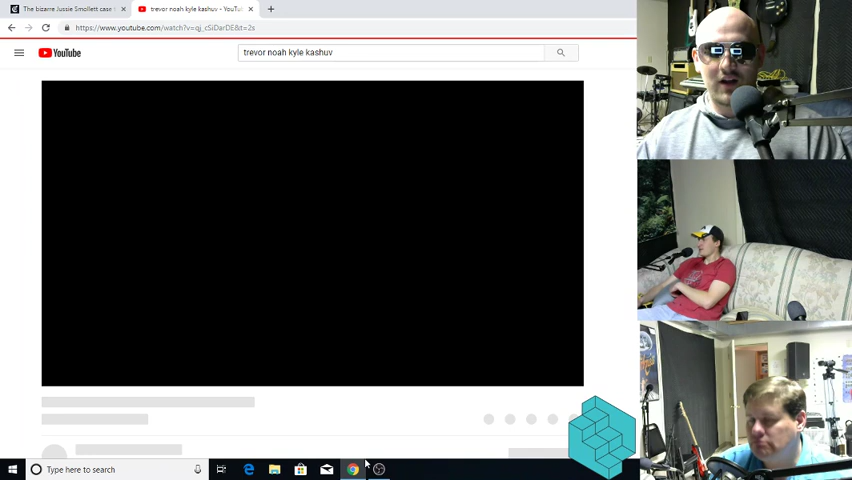 The bizarre Jussie Smollett case
trevor noah kyle kashuv - YouTu
https://www.youtube.com/watch?v=qj_cSiDarDE&t=2s
YouTube
trevor noah kyle kashuv
Type here to search